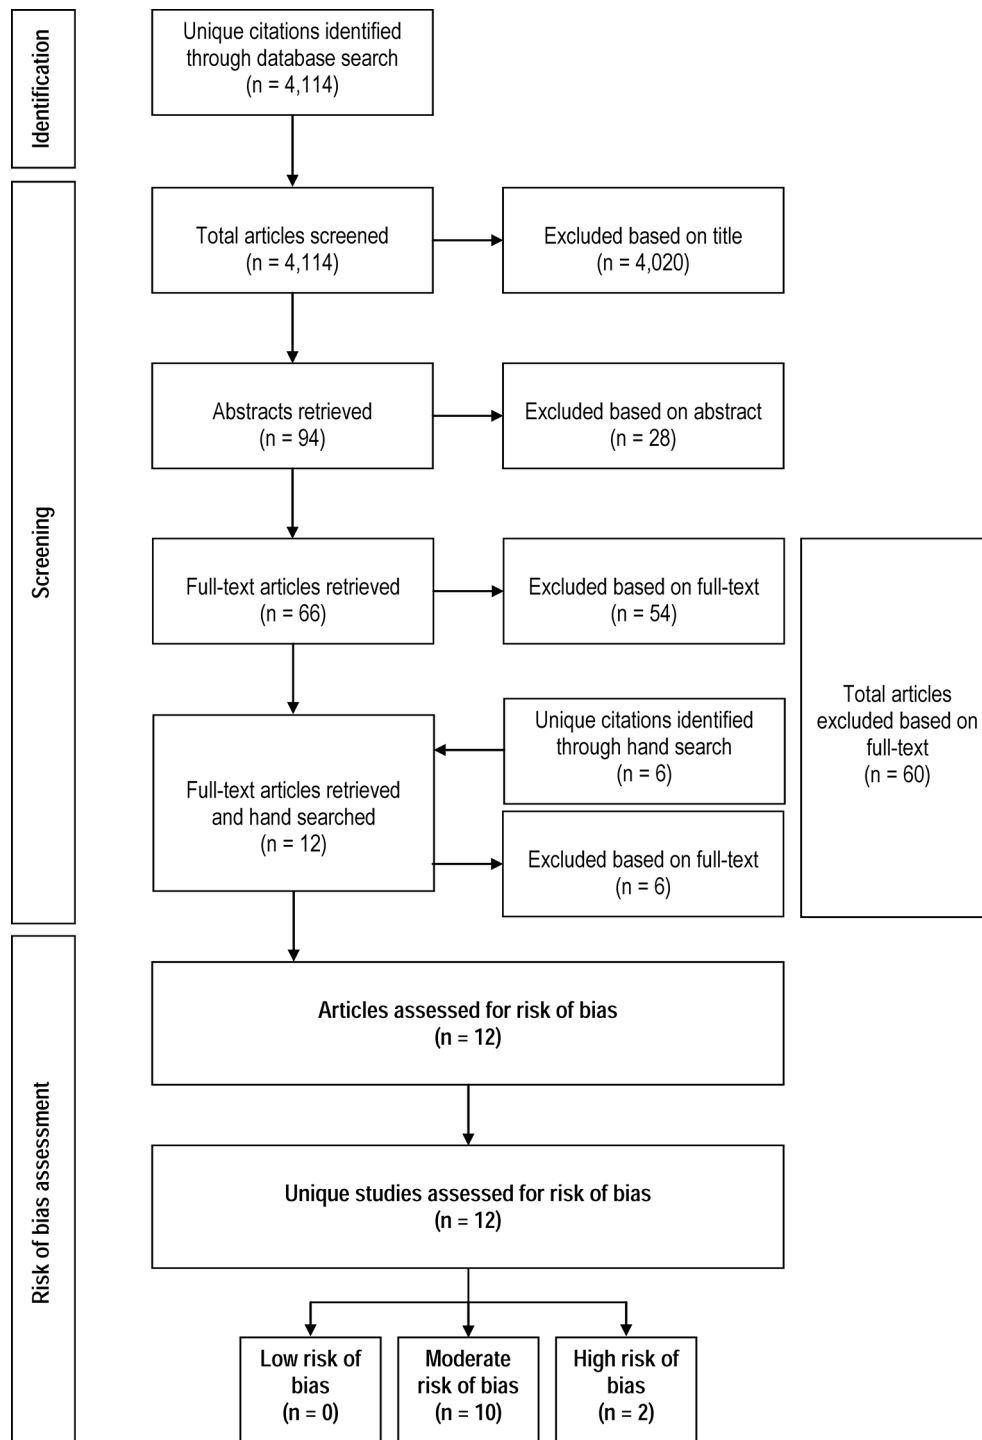 Identification
Unique citations identified
through database search
(n = 4,114)
Screening
Total articles screened
(n = 4,114)
Excluded based on title
(n = 4,020)
Abstracts retrieved
(n = 94)
Excluded based on abstract
(n = 28)
Full-text articles retrieved
(n = 66)
Excluded based on full-text
(n = 54)
Full-text articles retrieved
and hand searched
(n = 12)
Unique citations identified
through hand search
(n = 6)
Excluded based on full-text
(n = 6)
Total articles
excluded based on
full-text
(n = 60)
Risk of bias assessment
Articles assessed for risk of bias
(n = 12)
Unique studies assessed for risk of bias
(n = 12)
Low risk of
bias
(n = 0)
Moderate
risk of bias
(n = 10)
High risk of
bias
(n = 2)